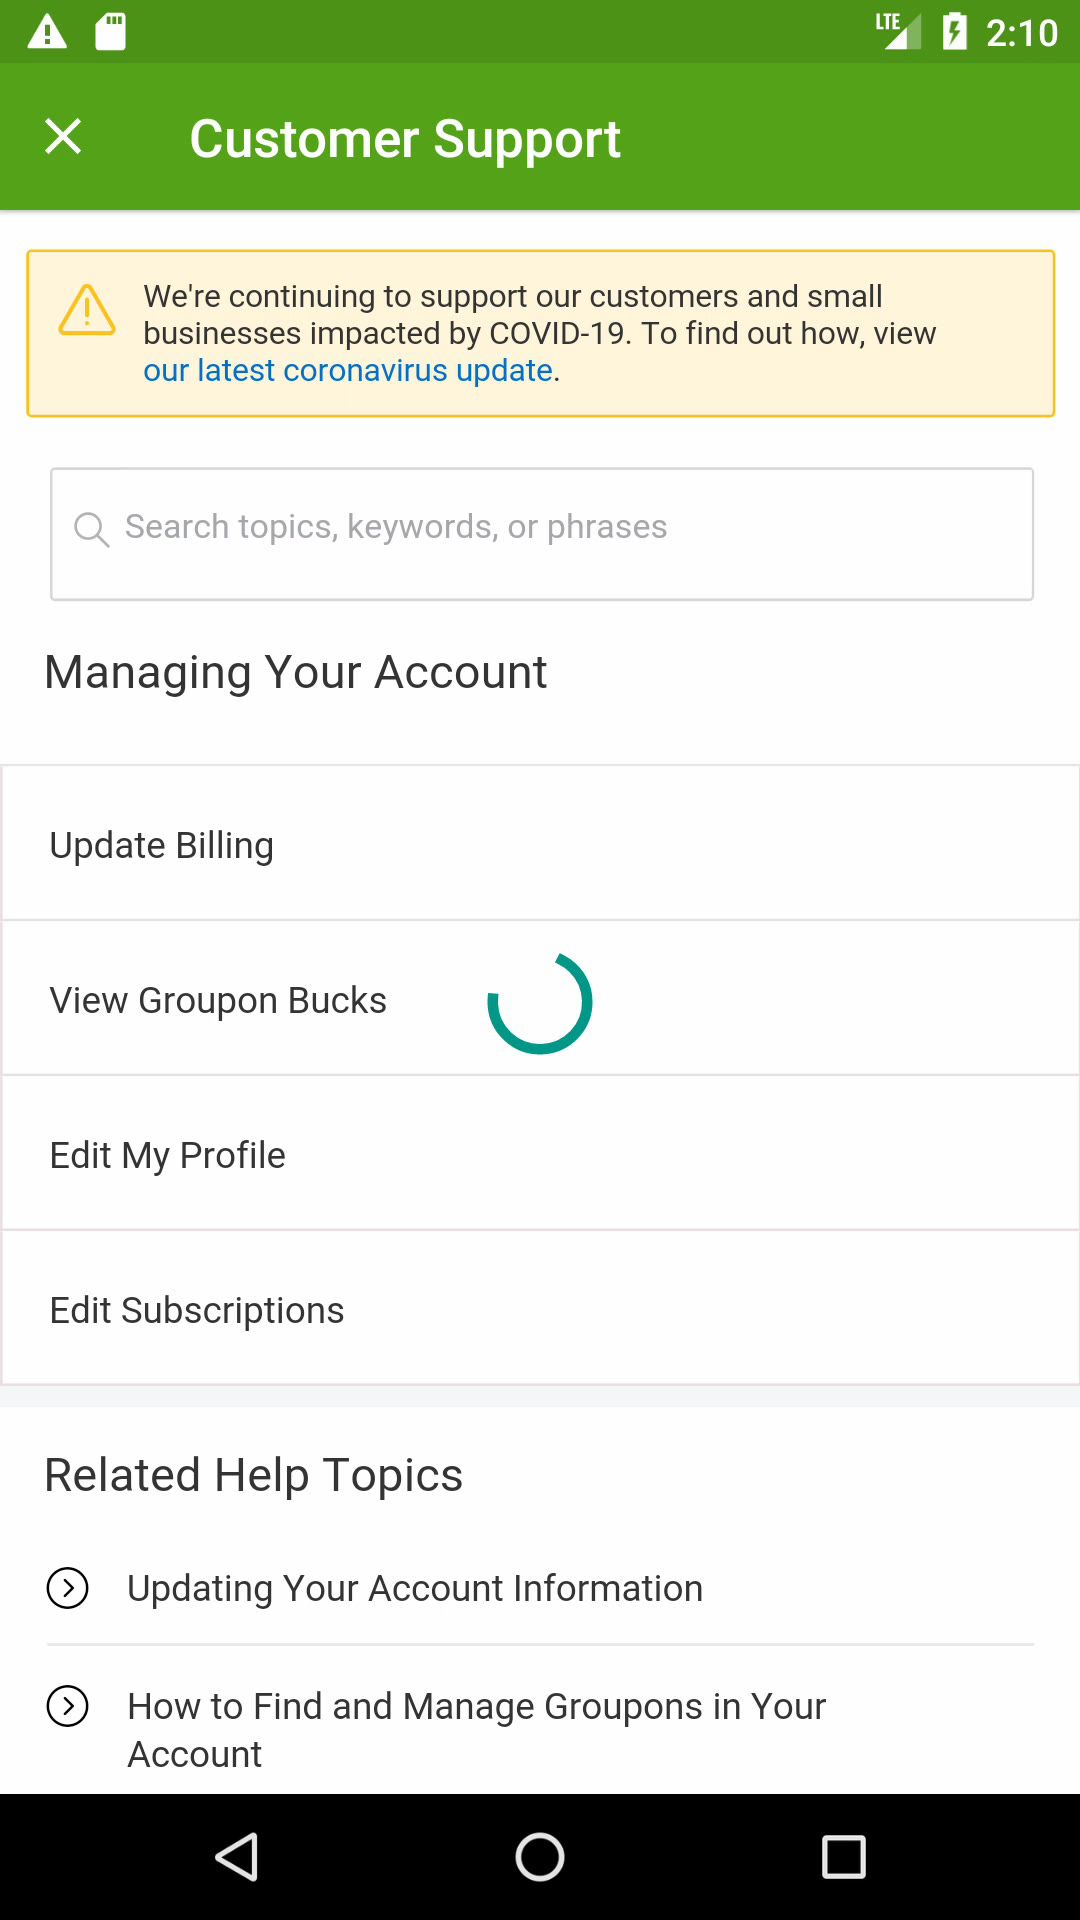 LTE 2:10
Customer Support
We're continuing to support our customers and small
businesses impacted by COVID-19. To find out how, view
our latest coronavirus update.
Search topics, keywords, or phrases
Managing Your Account
Update Billing
View Groupon Bucks
Edit My Profile
Edit Subscriptions
Related Help Topics
Updating Your Account Information
How to Find and Manage Groupons in Your
Account